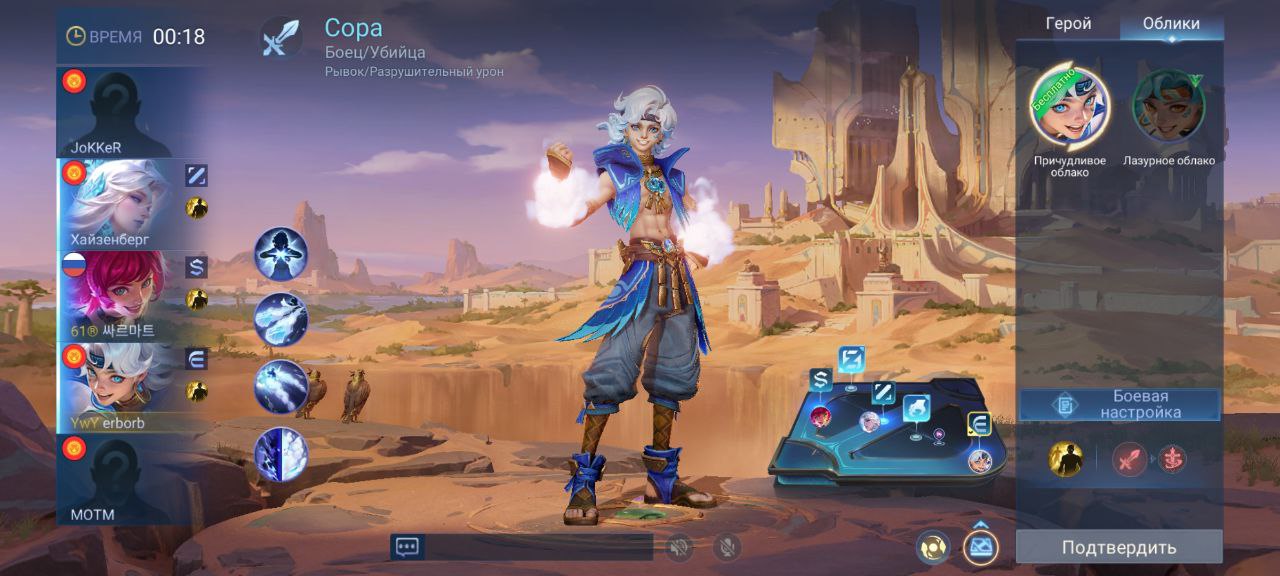 ВРЕМЯ 00:18
Сора
Боец/Убийца
Рывок/Разрушительный урон
Герой
Облики
Бесплатно
Причудливое
облако
Лазурное облако
JoKKeR
Хайзенберг
61® 싸르마트
YwY erborb
МОТМ
Боевая
настройка
Подтвердить